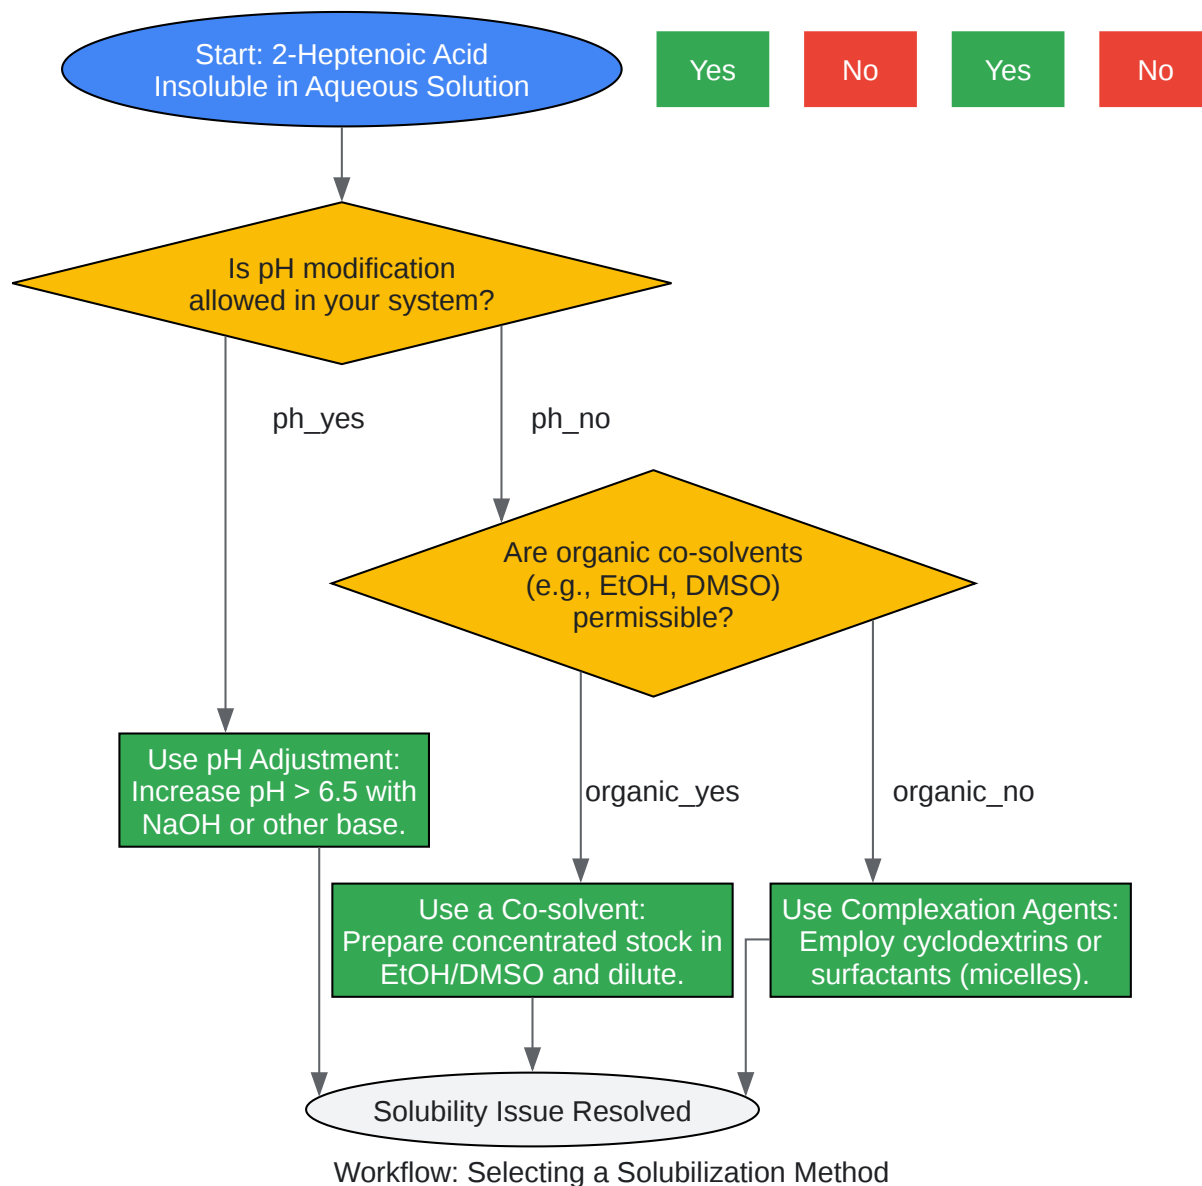 Start: 2-Heptenoic Acid
Insoluble in Aqueous Solution
Yes
No
Yes
No
Is pH modification
allowed in your system?
ph_yes
ph_no
Are organic co-solvents
(e.g., EtOH, DMSO)
permissible?
Use pH Adjustment:
Increase pH > 6.5 with
NaOH or other base.
organic_yes
organic_no
Use a Co-solvent:
Prepare concentrated stock in
EtOH/DMSO and dilute.
Use Complexation Agents:
Employ cyclodextrins or
surfactants (micelles).
Solubility Issue Resolved
Workflow: Selecting a Solubilization Method